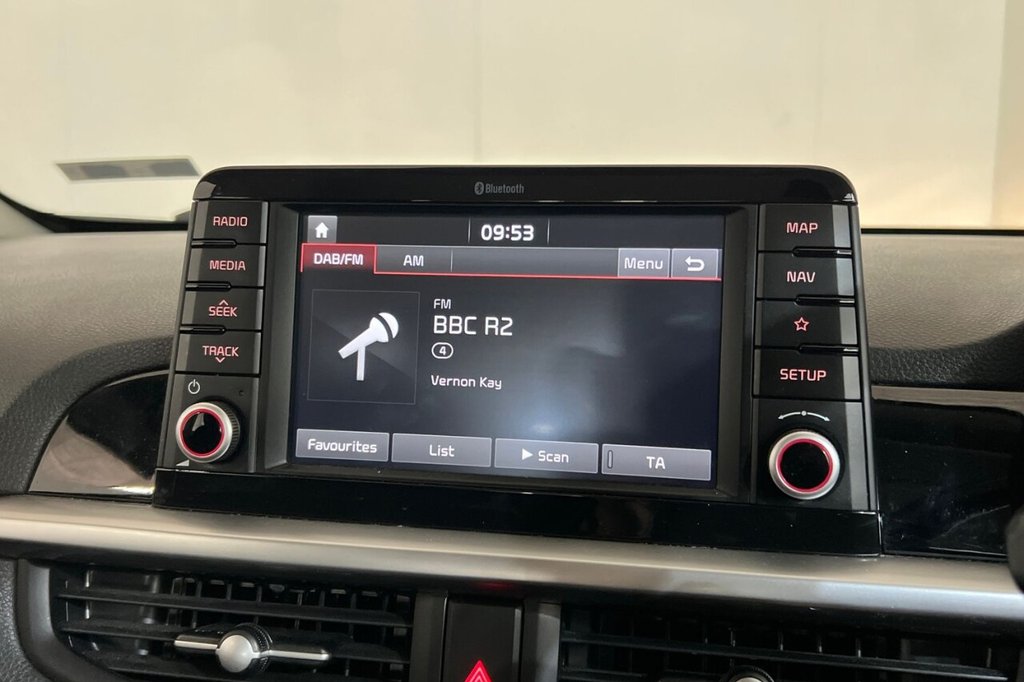 Bluetooth
RADIO
MEDIA
SEEK
TRACK
09:53
DAB/FM AM Menu
FM
BBC R2
4
Vernon Kay
Favourites List Scan TA
MAP
NAV
SETUP